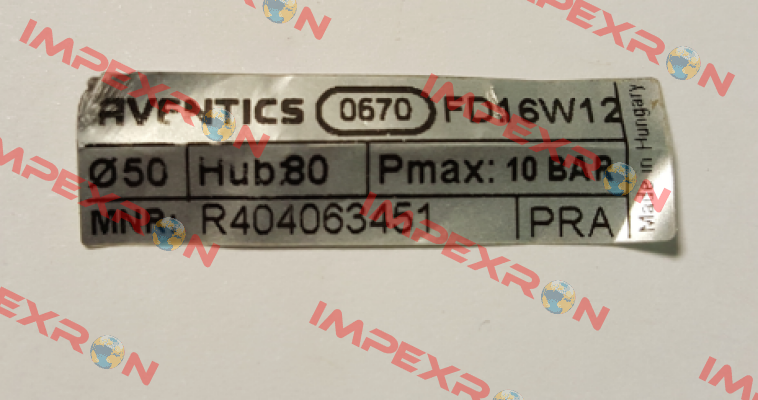 AVENTICS 0670 FD16W12
Ø50 Hub:80 Pmax: 10 BAR
MNR: R404063451 PRA
Made in Hungary
IMPEXRON
IMPEXRON
IMPEXRON
IMPEXRON
IMPEXRON
IMPEXRON
IMPEXRON
IMPEXRON